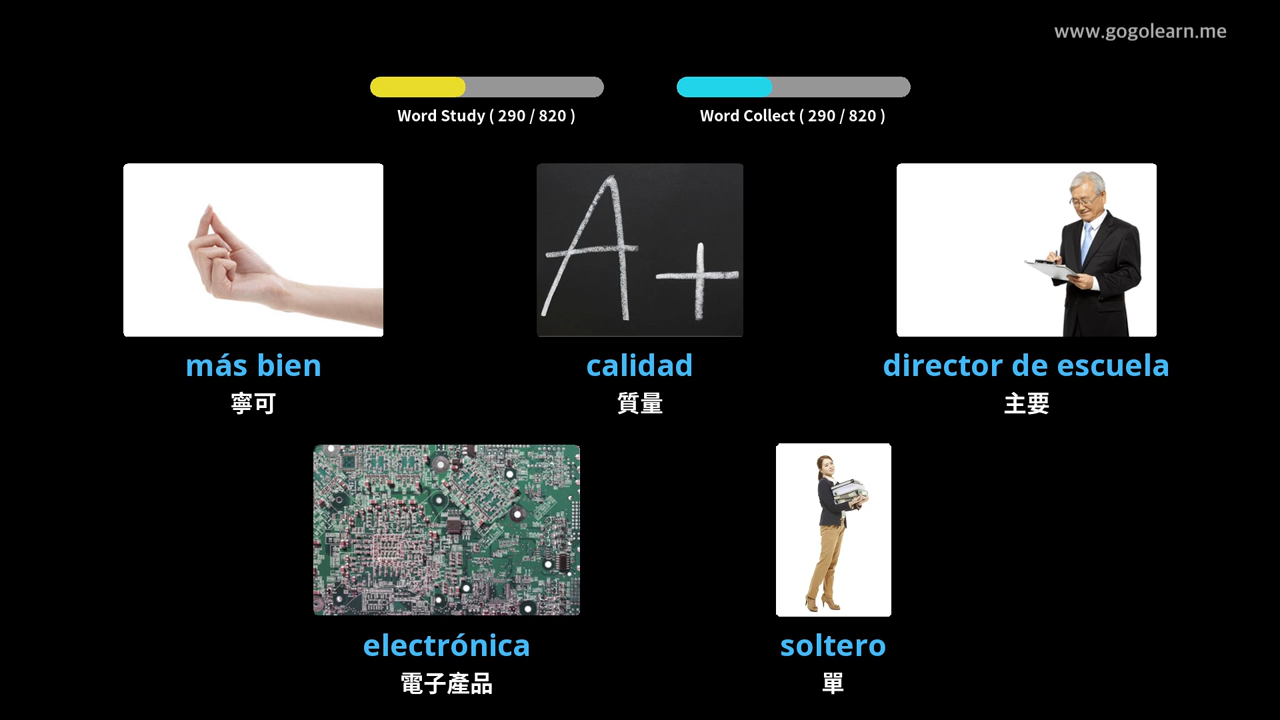 www.gogolearn.me
Word Study ( 290 / 820 )
Word Collect ( 290 / 820 )
A+
más bien
寧可
calidad
質量
director de escuela
主要
electrónica
電子產品
soltero
單